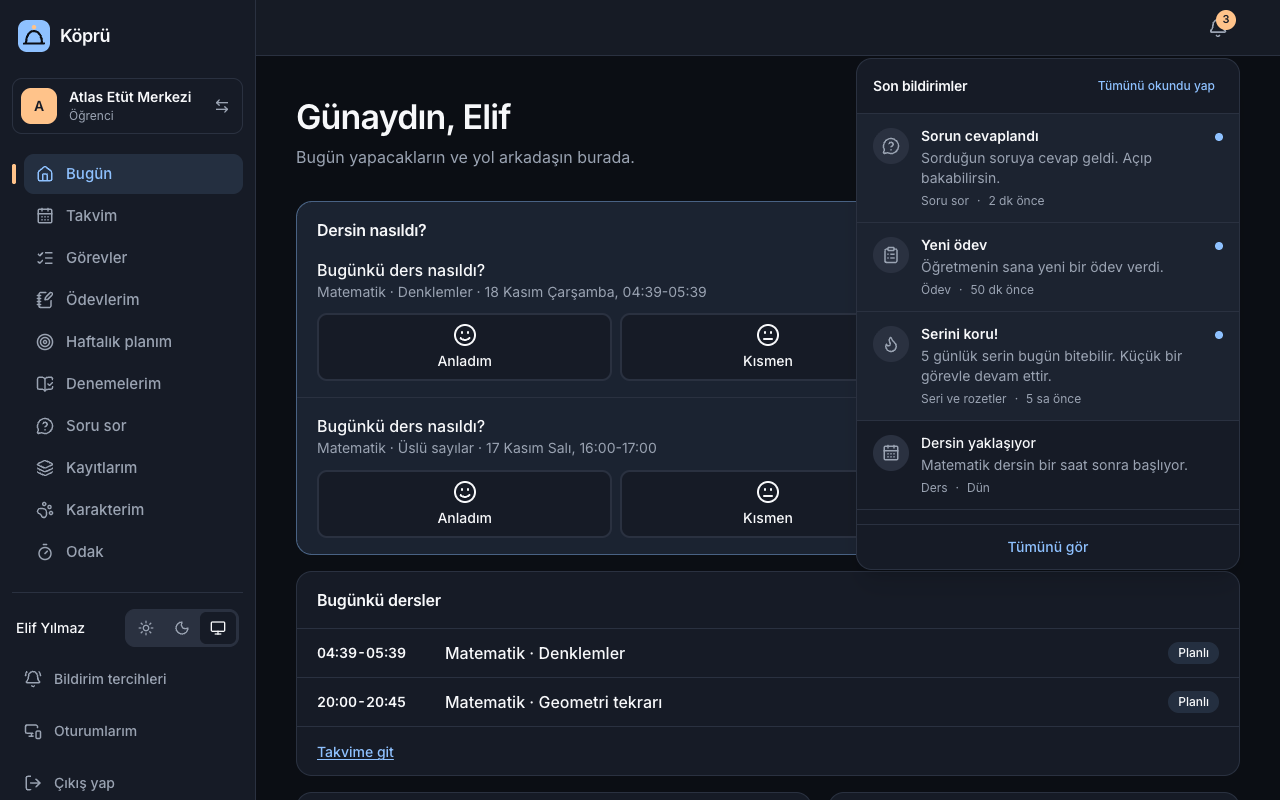 Köprü
3
A
Atlas Etüt Merkezi
Öğrenci
Bugün
Takvim
Görevler
Ödevlerim
Haftalık planım
Denemelerim
Soru sor
Kayıtlarım
Karakterim
Odak
Elif Yılmaz
Bildirim tercihleri
Oturumlarım
Çıkış yap
Günaydın, Elif
Bugün yapacakların ve yol arkadaşın burada.
Dersin nasıldı?
Bugünkü ders nasıldı?
Matematik · Denklemler · 18 Kasım Çarşamba, 04:39-05:39
Anladım
Kısmen
Bugünkü ders nasıldı?
Matematik · Üslü sayılar · 17 Kasım Salı, 16:00-17:00
Anladım
Kısmen
Son bildirimler
Tümünü okundu yap
Sorun cevaplandı
Sorduğun soruya cevap geldi. Açıp
bakabilirsin.
Soru sor · 2 dk önce
Yeni ödev
Öğretmenin sana yeni bir ödev verdi.
Ödev · 50 dk önce
Serini koru!
5 günlük serin bugün bitebilir. Küçük bir
görevle devam ettir.
Seri ve rozetler · 5 sa önce
Dersin yaklaşıyor
Matematik dersin bir saat sonra başlıyor.
Ders · Dün
Tümünü gör
Bugünkü dersler
04:39-05:39 Matematik · Denklemler Planlı
20:00-20:45 Matematik · Geometri tekrarı Planlı
Takvime git